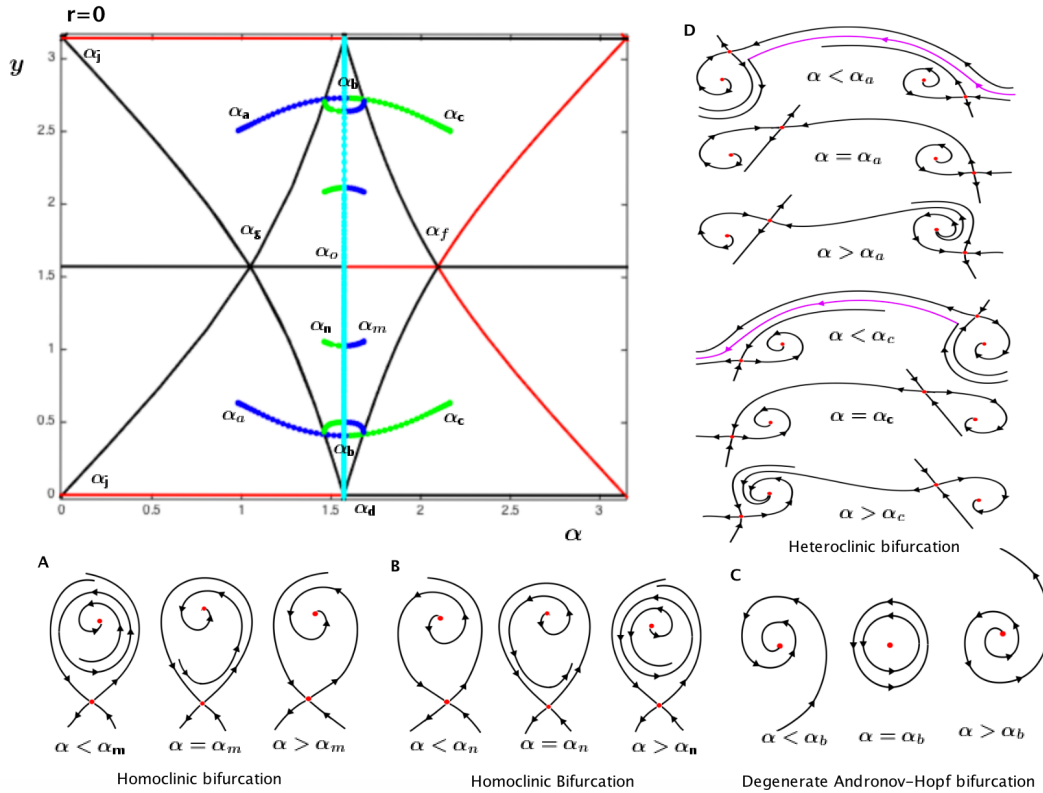 r=0
y
3
2.5
2
1.5
1
0.5
0
αj
αa
αb
αc
αg
αo
αf
αn
αm
αa
αb
αc
αj
αd
0
0.5
1
1.5
2
2.5
3
α
D
α < αa
α = αa
α > αa
α < αc
α = αc
α > αc
Heteroclinic bifurcation
A
α < αm
α = αm
α > αm
Homoclinic bifurcation
B
α < αn
α = αn
α > αn
Homoclinic Bifurcation
C
α < αb
α = αb
α > αb
Degenerate Andronov-Hopf bifurcation